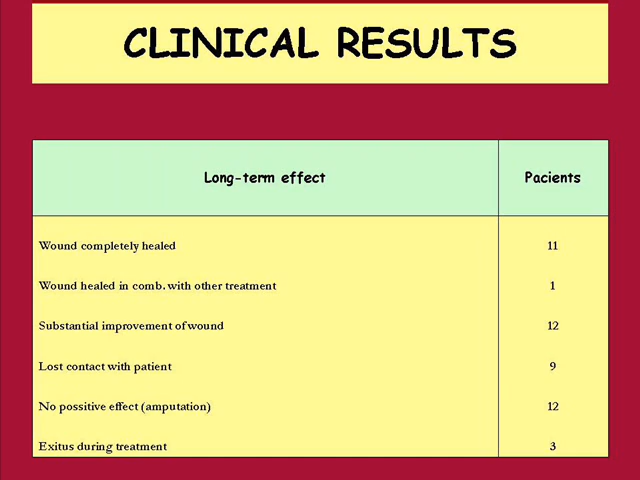 CLINICAL RESULTS
Long-term effect Pacients
Wound completely healed 11
Wound healed in comb. with other treatment 1
Substantial improvement of wound 12
Lost contact with patient 9
No possitive effect (amputation) 12
Exitus during treatment 3